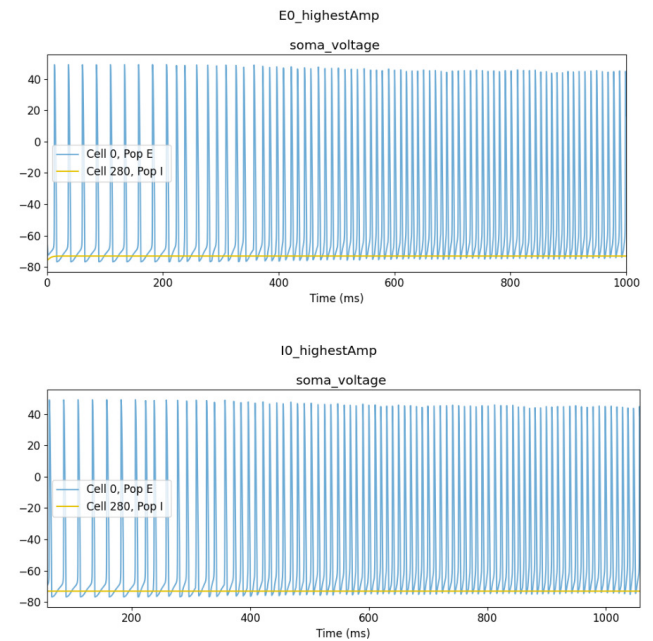 E0_highestAmp
soma_voltage
40
20
0
−20
−40
−60
−80
Cell 0, Pop E
Cell 280, Pop I
0 200 400 600 800 1000
Time (ms)
I0_highestAmp
soma_voltage
40
20
0
−20
−40
−60
−80
Cell 0, Pop E
Cell 280, Pop I
200 400 600 800 1000
Time (ms)